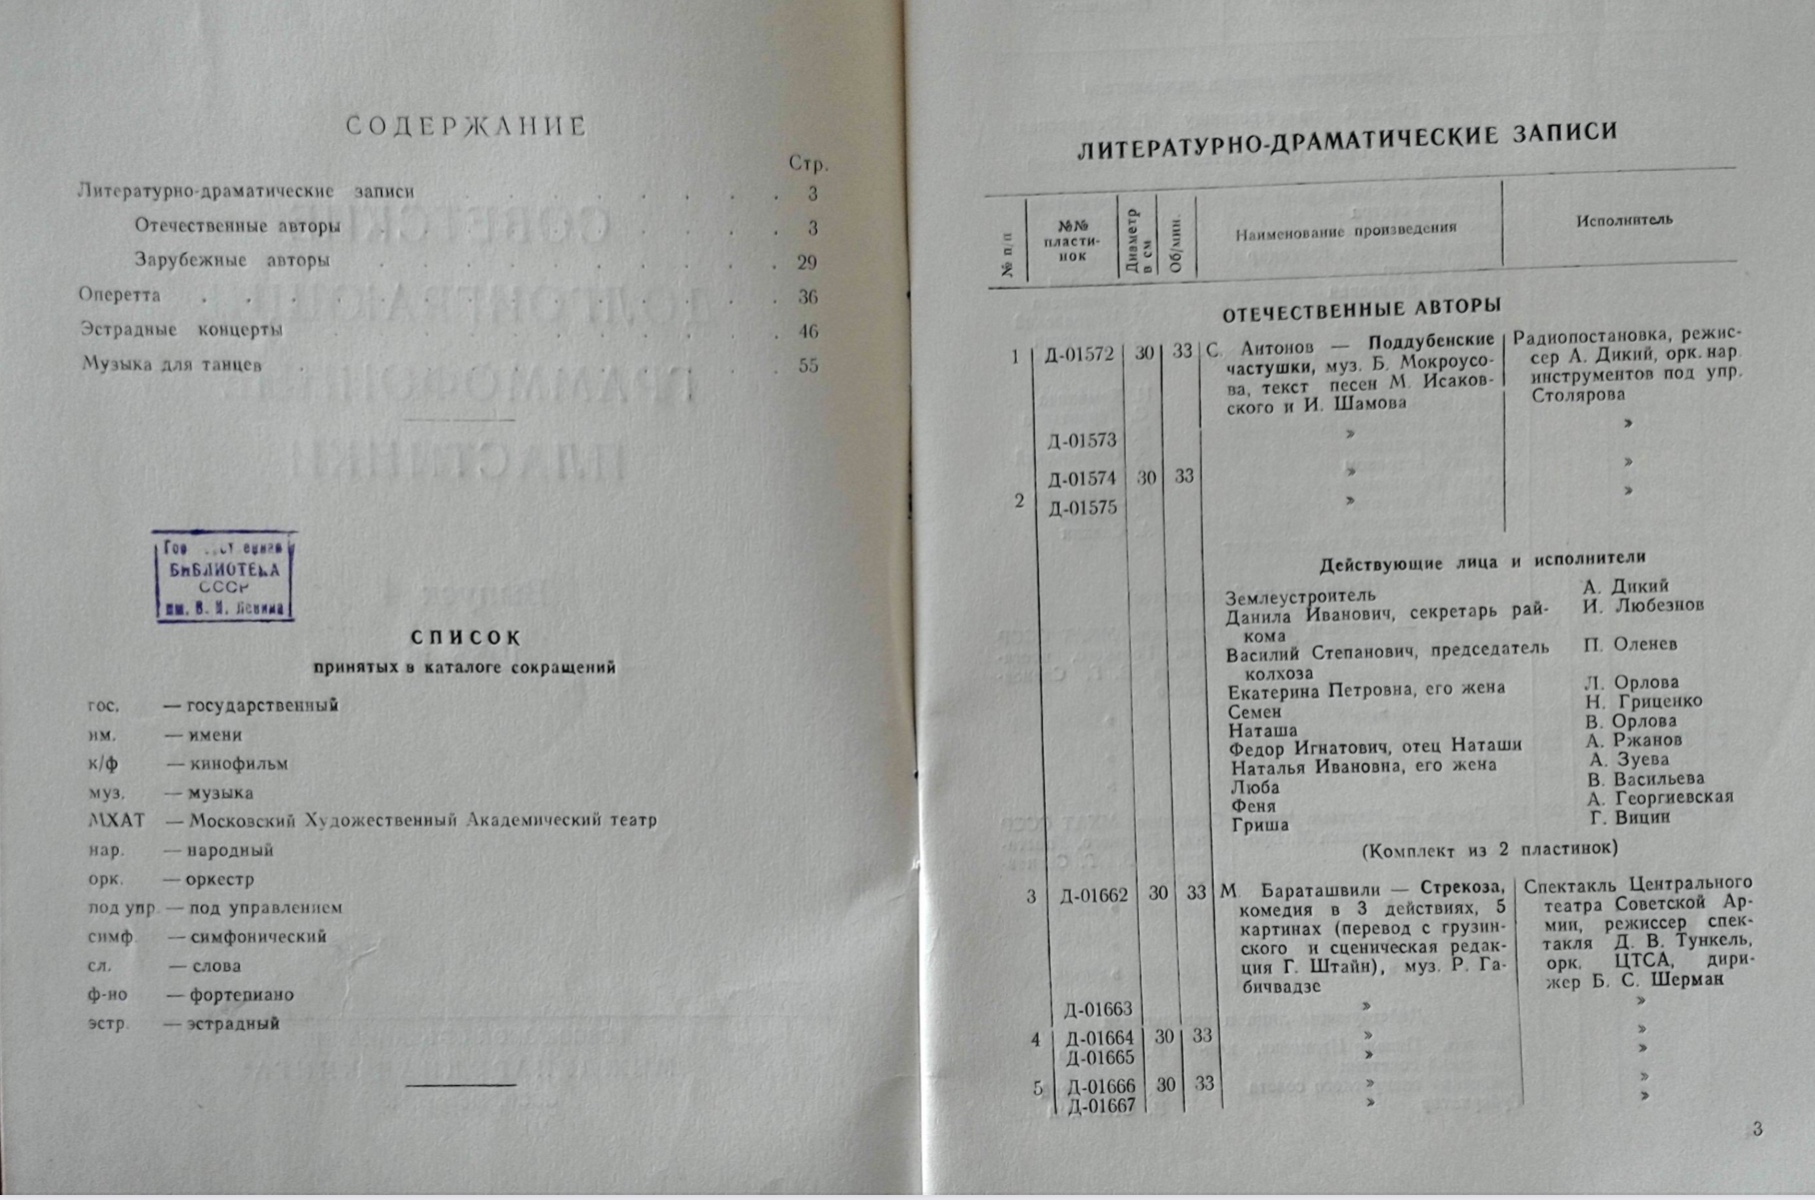 СОДЕРЖАНИЕ
Стр.
Литературно-драматические записи . . . . . . 3
Отечественные авторы . . . . . . 3
Зарубежные авторы . . . . . . 29
Оперетта . . . . . . 36
Эстрадные концерты . . . . . . 46
Музыка для танцев . . . . . . 55
БИБЛИОТЕКА
СССР
им. В. И. Ленина
СПИСОК
принятых в каталоге сокращений
гос. — государственный
им. — имени
к/ф — кинофильм
муз. — музыка
МХАТ — Московский Художественный Академический театр
нар. — народный
орк. — оркестр
под упр. — под управлением
симф. — симфонический
сл. — слова
ф-но — фортепиано
эстр. — эстрадный
ЛИТЕРАТУРНО-ДРАМАТИЧЕСКИЕ ЗАПИСИ
№ п/п
№№
пласти-
нок
Диаметр
в см
Об/мин.
Наименование произведения
Исполнитель
ОТЕЧЕСТВЕННЫЕ АВТОРЫ
1 Д-01572 30 33 С. Антонов — Поддубенские Радиопостановка, режис-
частушки, муз. Б. Мокроусо- сер А. Дикий, орк. нар.
ва, текст песен М. Исаков- инструментов под упр.
ского и И. Шамова Столярова
Д-01573 » »
Д-01574 30 33 » »
2 Д-01575 » »
Действующие лица и исполнители
Землеустроитель А. Дикий
Данила Иванович, секретарь рай- И. Любезнов
кома
Василий Степанович, председатель П. Оленев
колхоза
Екатерина Петровна, его жена Л. Орлова
Семен Н. Гриценко
Наташа В. Орлова
Федор Игнатович, отец Наташи А. Ржанов
Наталья Ивановна, его жена А. Зуева
Люба В. Васильева
Феня А. Георгиевская
Гриша Г. Вицин
(Комплект из 2 пластинок)
3 Д-01662 30 33 М. Бараташвили — Стрекоза, Спектакль Центрального
комедия в 3 действиях, 5 театра Советской Ар-
картинах (перевод с грузин- мии, режиссер спек-
ского и сценическая редак- такля Д. В. Тункель,
ция Г. Штайн), муз. Р. Га- орк. ЦТСА, дири-
бичвадзе жер Б. С. Шерман
Д-01663 » »
4 Д-01664 30 33 » »
Д-01665 » »
5 Д-01666 30 33 » »
Д-01667 » »
3